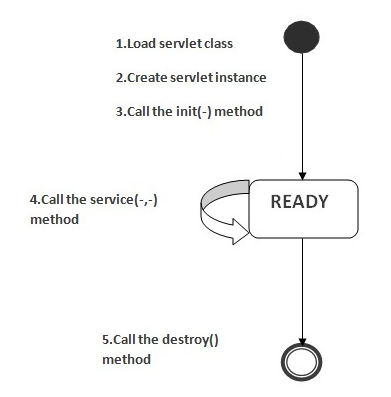 1.Load servlet class
2.Create servlet instance
3.Call the init(-) method
4.Call the service(-,-)
method
READY
5.Call the destroy()
method